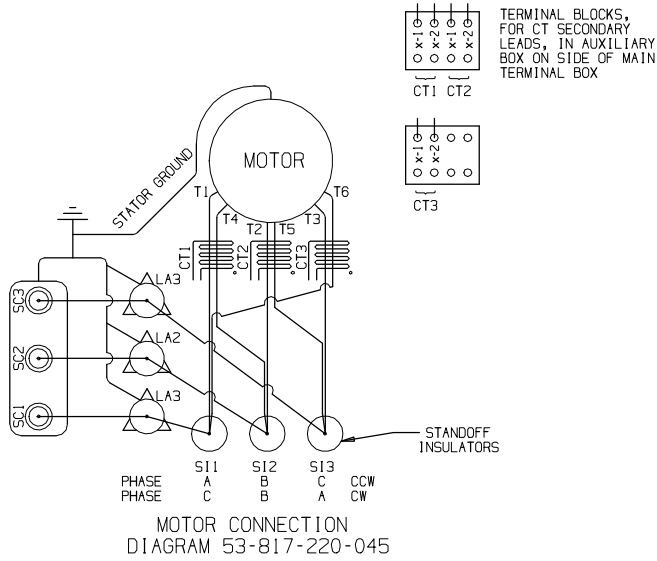 TERMINAL BLOCKS,
FOR CT SECONDARY
LEADS, IN AUXILIARY
BOX ON SIDE OF MAIN
TERMINAL BOX
x-1 x-2 x-1 x-2
CT1 CT2
x-1 x-2
CT3
MOTOR
STATOR GROUND
T1 T6
T4 T3
T2 T5
CT1 CT2 CT3
SC3 LA3
SC2 LA2
SC1 LA3
STANDOFF
INSULATORS
SI1 SI2 SI3
PHASE A B C CCW
PHASE C B A CW
MOTOR CONNECTION
DIAGRAM 53-817-220-045